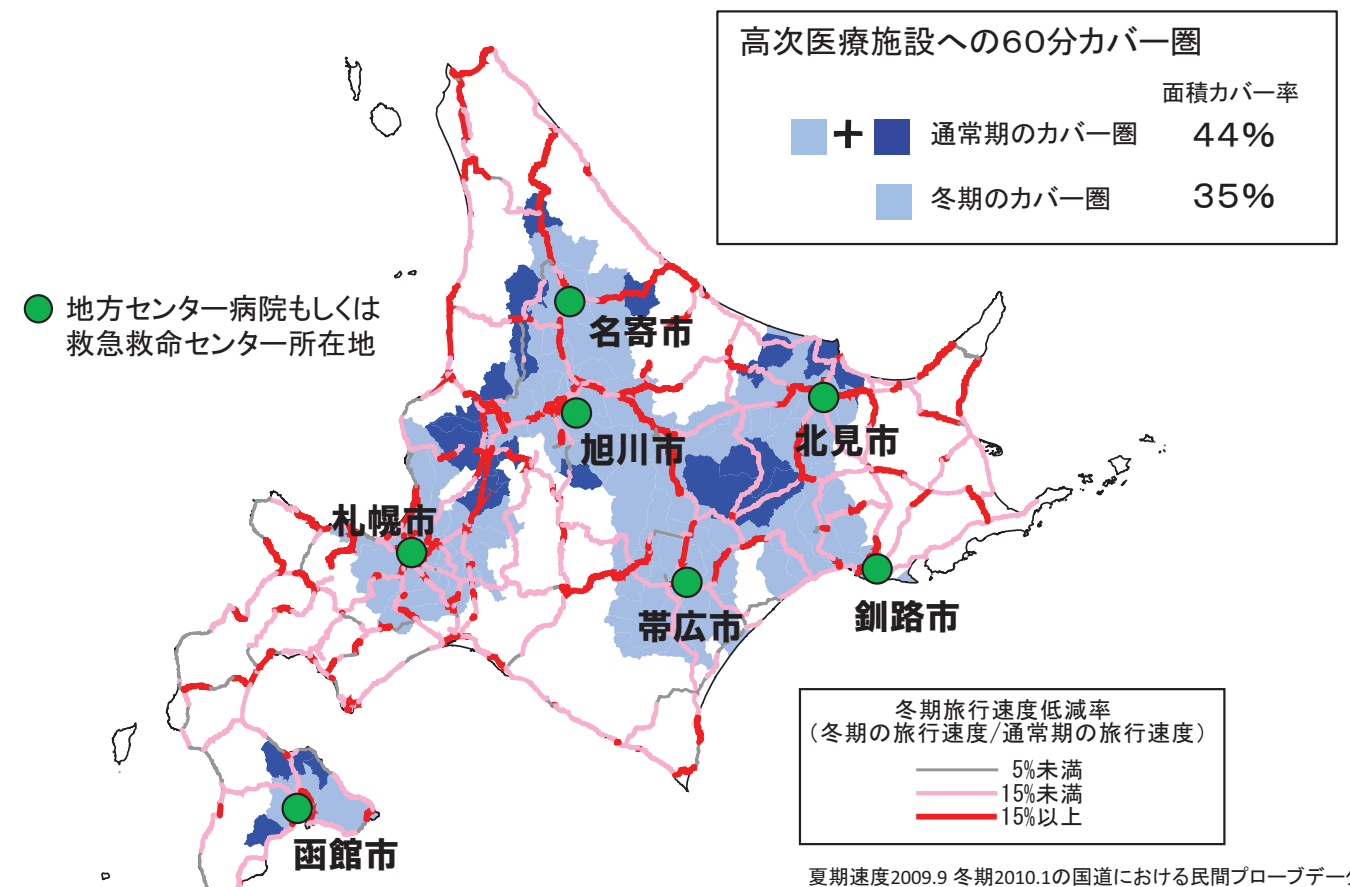 高次医療施設への60分カバー圏
面積カバー率
+ 通常期のカバー圏 44%
冬期のカバー圏 35%
地方センター病院もしくは
救急救命センター所在地
名寄市
旭川市
北見市
札幌市
帯広市
釧路市
函館市
冬期旅行速度低減率
(冬期の旅行速度/通常期の旅行速度)
5%未満
15%未満
15%以上
夏期速度2009.9 冬期2010.1の国道における民間プローブデータ